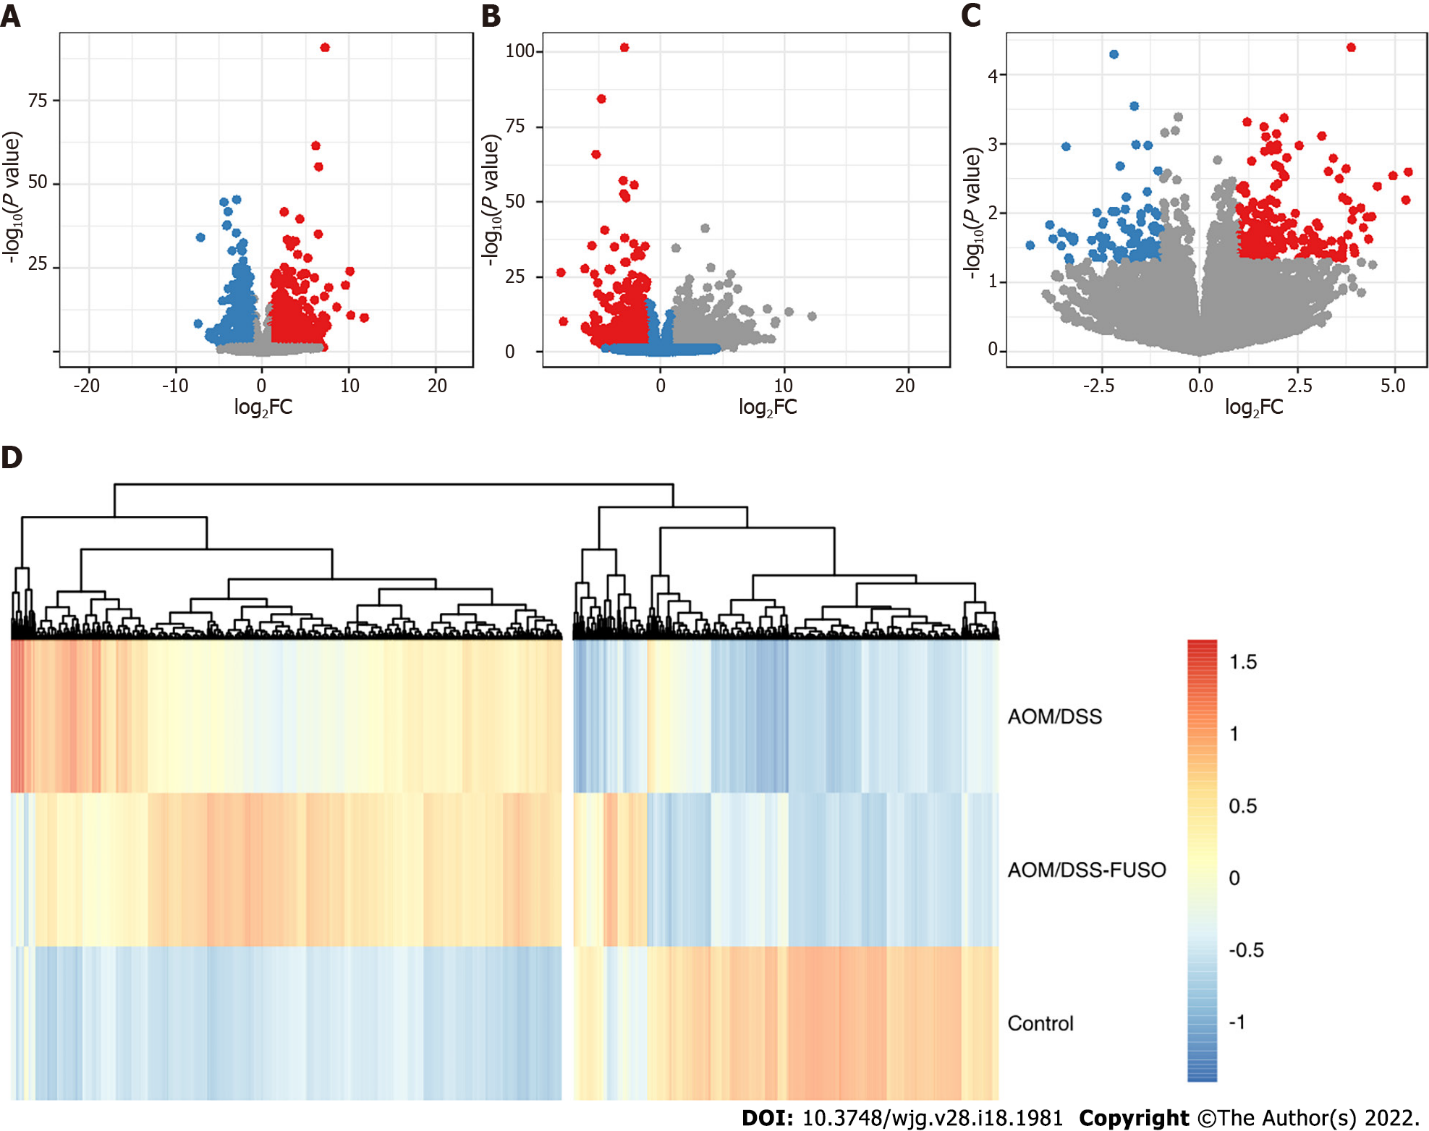 A
B
C
-log10(P value)
75
50
25
-20
-10
0
10
20
log2FC
-log10(P value)
100
75
50
25
0
0
10
20
log2FC
-log10(P value)
4
3
2
1
0
-2.5
0.0
2.5
5.0
log2FC
D
AOM/DSS
AOM/DSS-FUSO
Control
1.5
1
0.5
0
-0.5
-1
DOI: 10.3748/wjg.v28.i18.1981 Copyright ©The Author(s) 2022.